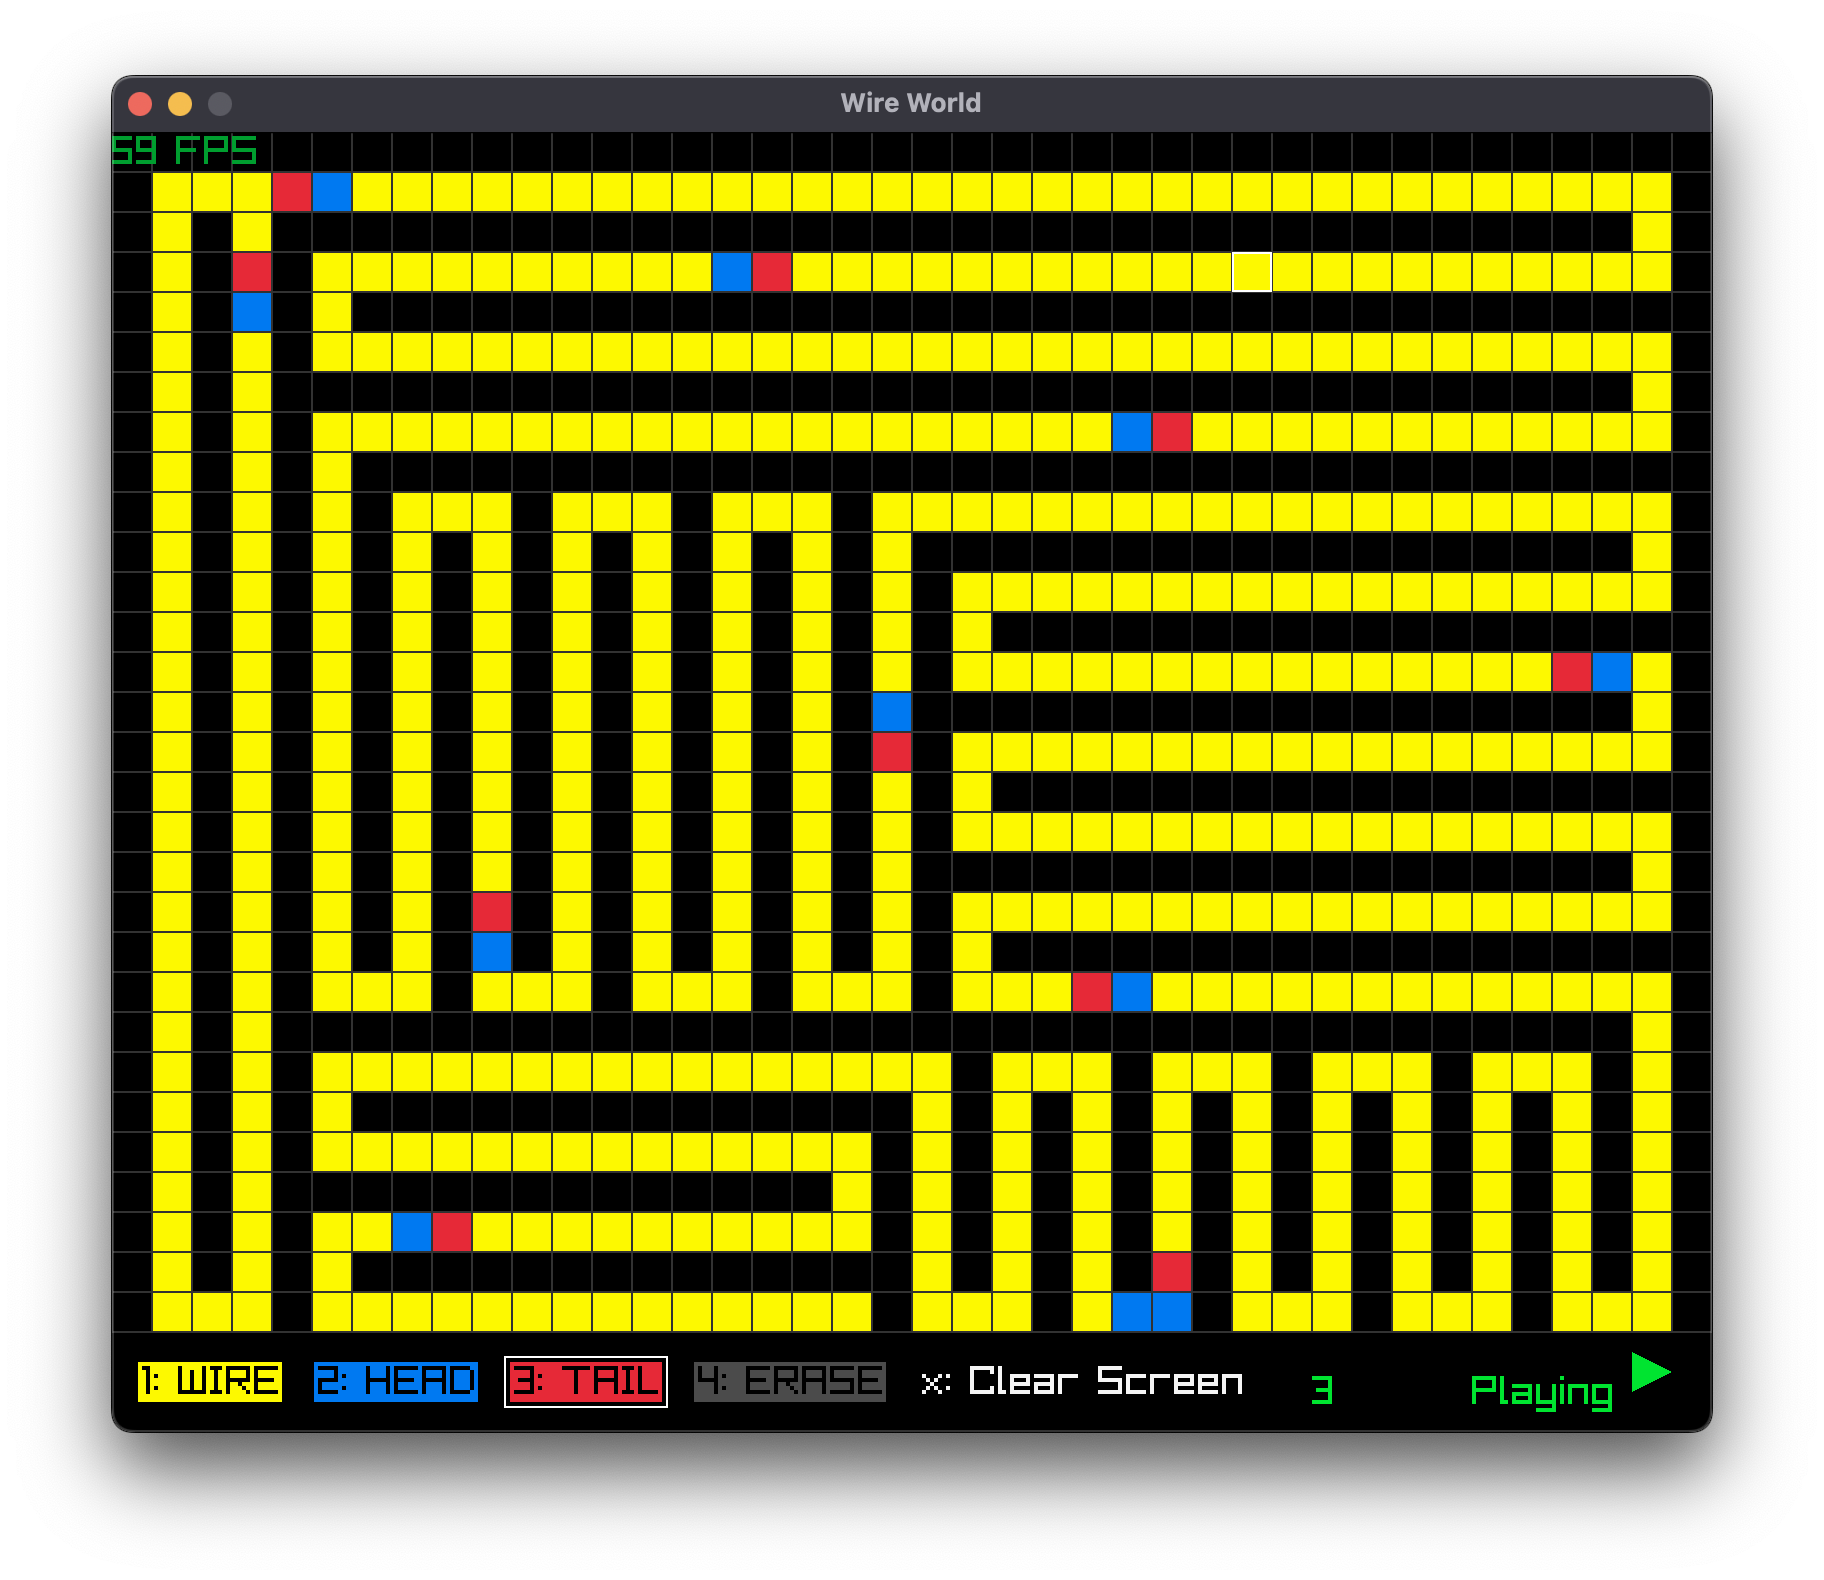 Wire World
59 FPS
1: WIRE 2: HEAD 3: TAIL 4: ERASE x: Clear Screen 3 Playing